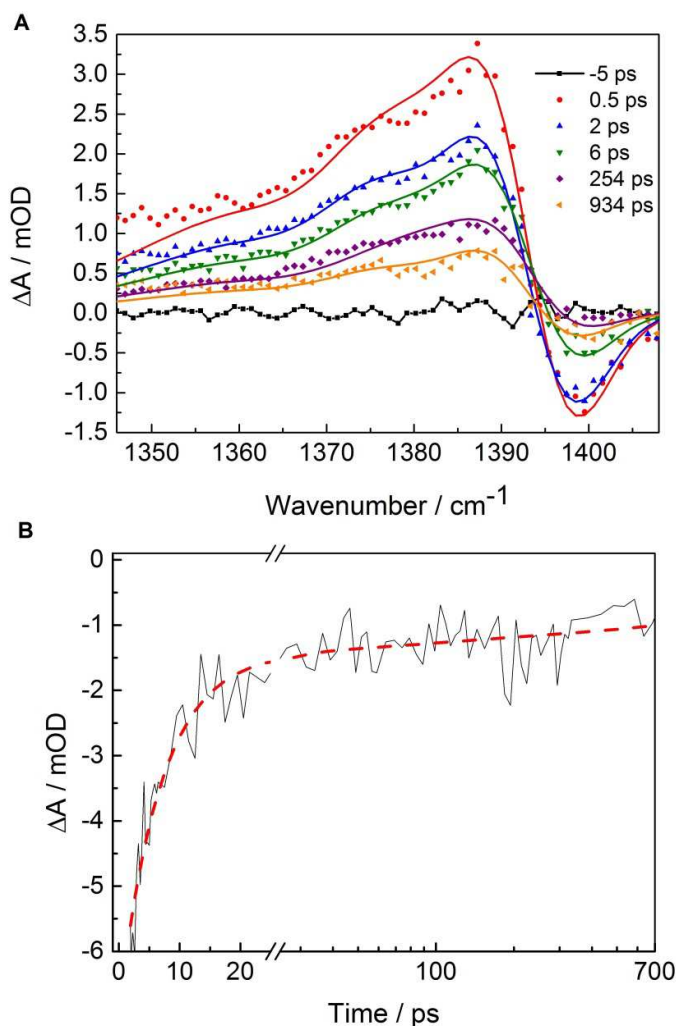 A
3.5
3.0
2.5
2.0
1.5
1.0
0.5
0.0
-0.5
-1.0
-1.5
ΔA / mOD
-5 ps
0.5 ps
2 ps
6 ps
254 ps
934 ps
1350 1360 1370 1380 1390 1400
Wavenumber / cm⁻¹
B
0
-1
-2
-3
-4
-5
-6
ΔA / mOD
0 10 20 100 700
Time / ps